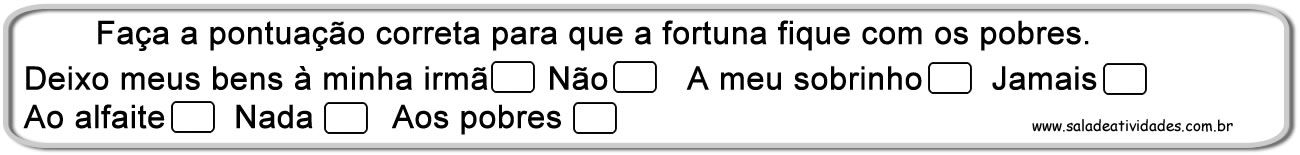 Faça a pontuação correta para que a fortuna fique com os pobres.
Deixo meus bens à minha irmã Não A meu sobrinho Jamais
Ao alfaite Nada Aos pobres
www.saladeatividades.com.br